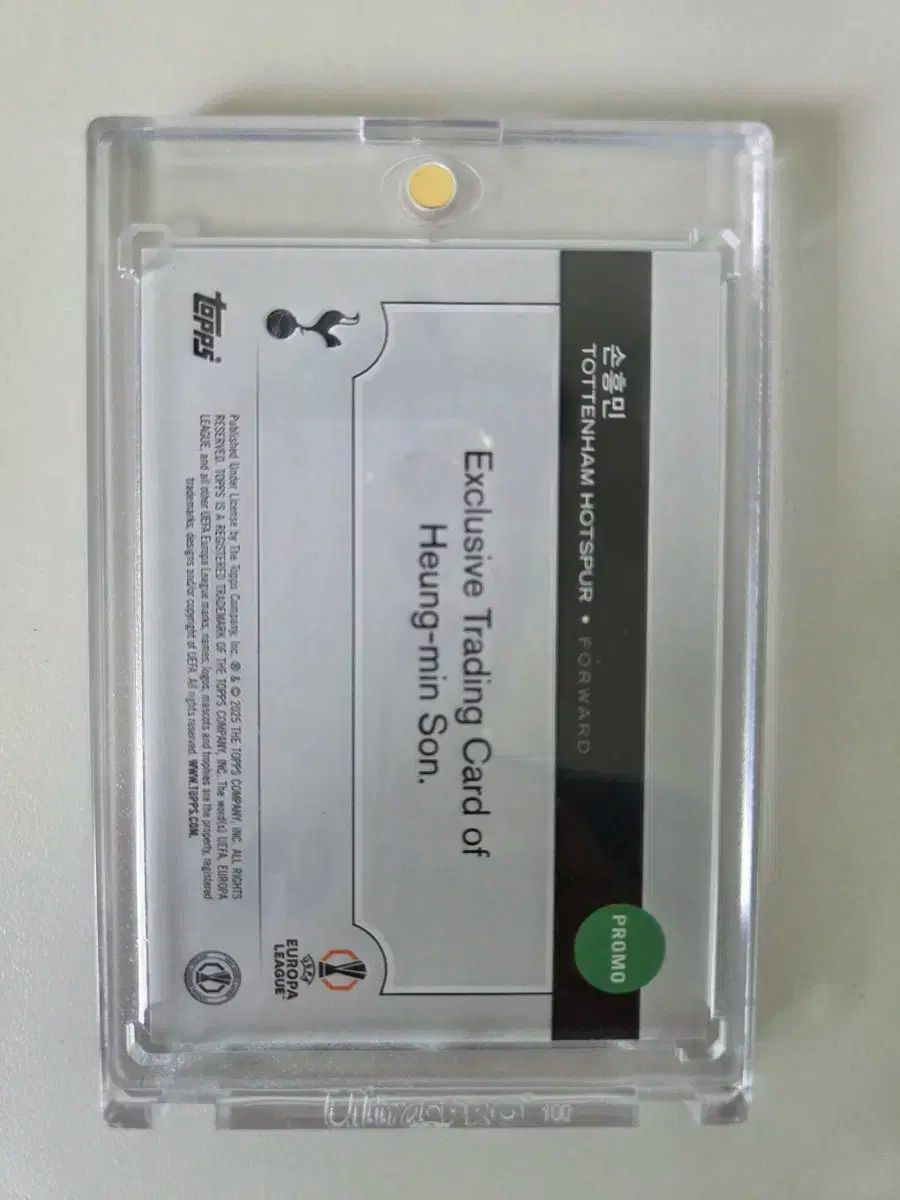 손흥민
TOTTENHAM HOTSPUR • FORWARD
PROMO
Exclusive Trading Card of
Heung-min Son.
UEFA
EUROPA
LEAGUE
topps
Published Under License by The Topps Company, Inc. ® & © 2025 THE TOPPS COMPANY, INC. ALL RIGHTS
RESERVED. TOPPS IS A REGISTERED TRADEMARK OF THE TOPPS COMPANY, INC. The word(s) UEFA, EUROPA
LEAGUE, and all other UEFA Europa League marks, names, logos, mascots and trophies are the property, registered
trademarks, designs and/or copyright of UEFA. All rights reserved. WWW.TOPPS.COM.
Ultra PRO